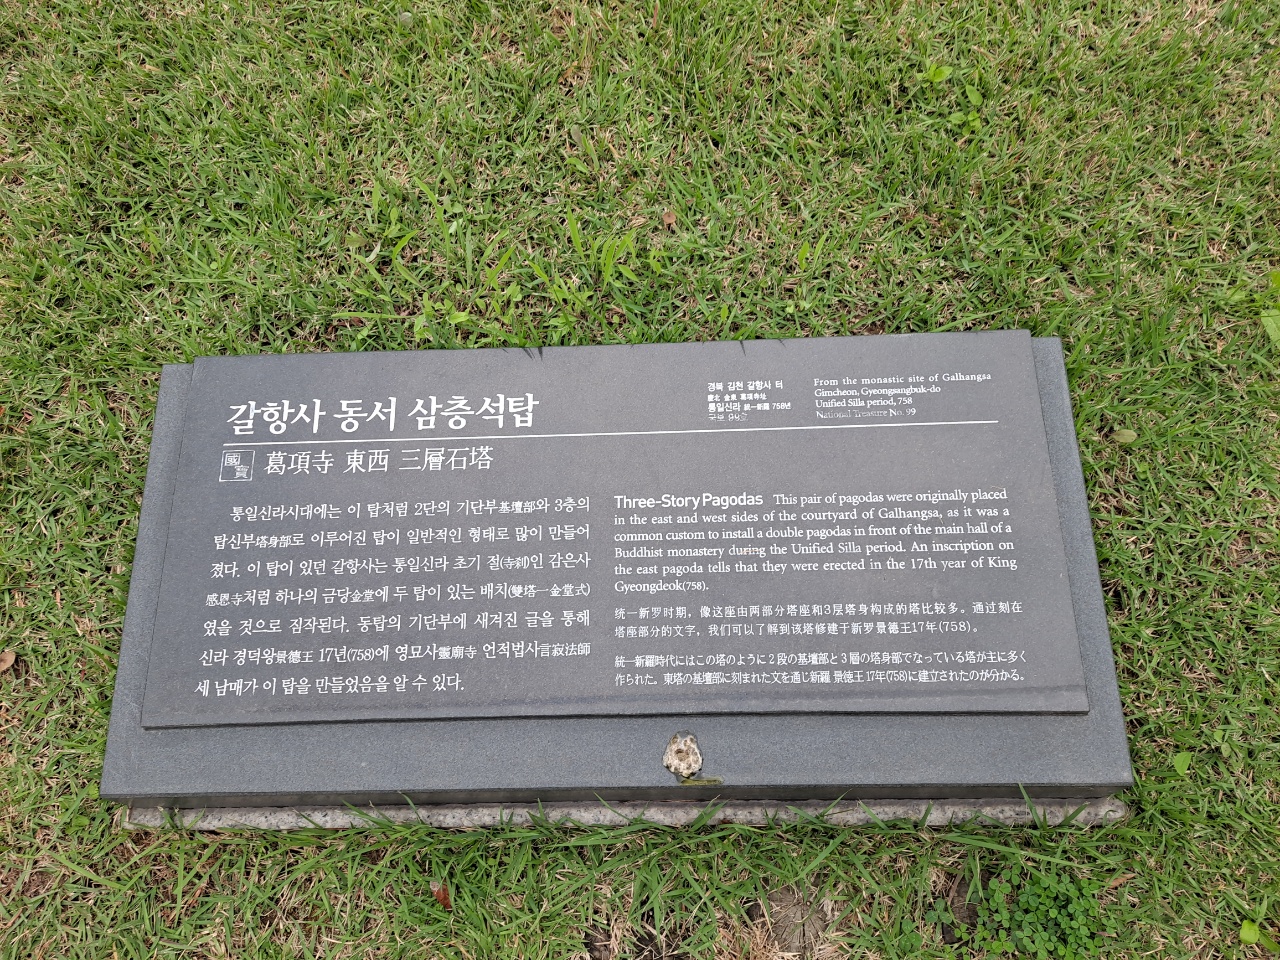 갈항사 동서 삼층석탑
國寶
葛項寺 東西 三層石塔
경북 김천 갈항사 터
慶北 金泉 葛項寺址
통일신라 統一新羅 758년
국보 99호
From the monastic site of Galhangsa
Gimcheon, Gyeongsangbuk-do
Unified Silla period, 758
National Treasure No. 99
통일신라시대에는 이 탑처럼 2단의 기단부基壇部와 3층의
탑신부塔身部로 이루어진 탑이 일반적인 형태로 많이 만들어
졌다. 이 탑이 있던 갈항사는 통일신라 초기 절(寺刹)인 감은사
感恩寺처럼 하나의 금당金堂에 두 탑이 있는 배치(雙塔一金堂式)
였을 것으로 짐작된다. 동탑의 기단부에 새겨진 글을 통해
신라 경덕왕景德王 17년(758)에 영묘사靈廟寺 언적법사言寂法師
세 남매가 이 탑을 만들었음을 알 수 있다.
Three-Story Pagodas This pair of pagodas were originally placed
in the east and west sides of the courtyard of Galhangsa, as it was a
common custom to install a double pagodas in front of the main hall of a
Buddhist monastery during the Unified Silla period. An inscription on
the east pagoda tells that they were erected in the 17th year of King
Gyeongdeok(758).
统一新罗时期，像这座由两部分塔座和3层塔身构成的塔比较多。通过刻在
塔座部分的文字，我们可以了解到该塔修建于新罗景德王17年(758)。
統一新羅時代にはこの塔のように2段の基壇部と3層の塔身部でなっている塔が主に多く
作られた。東塔の基壇部に刻まれた文を通じ新羅 景徳王 17年(758)に建立されたのが分かる。